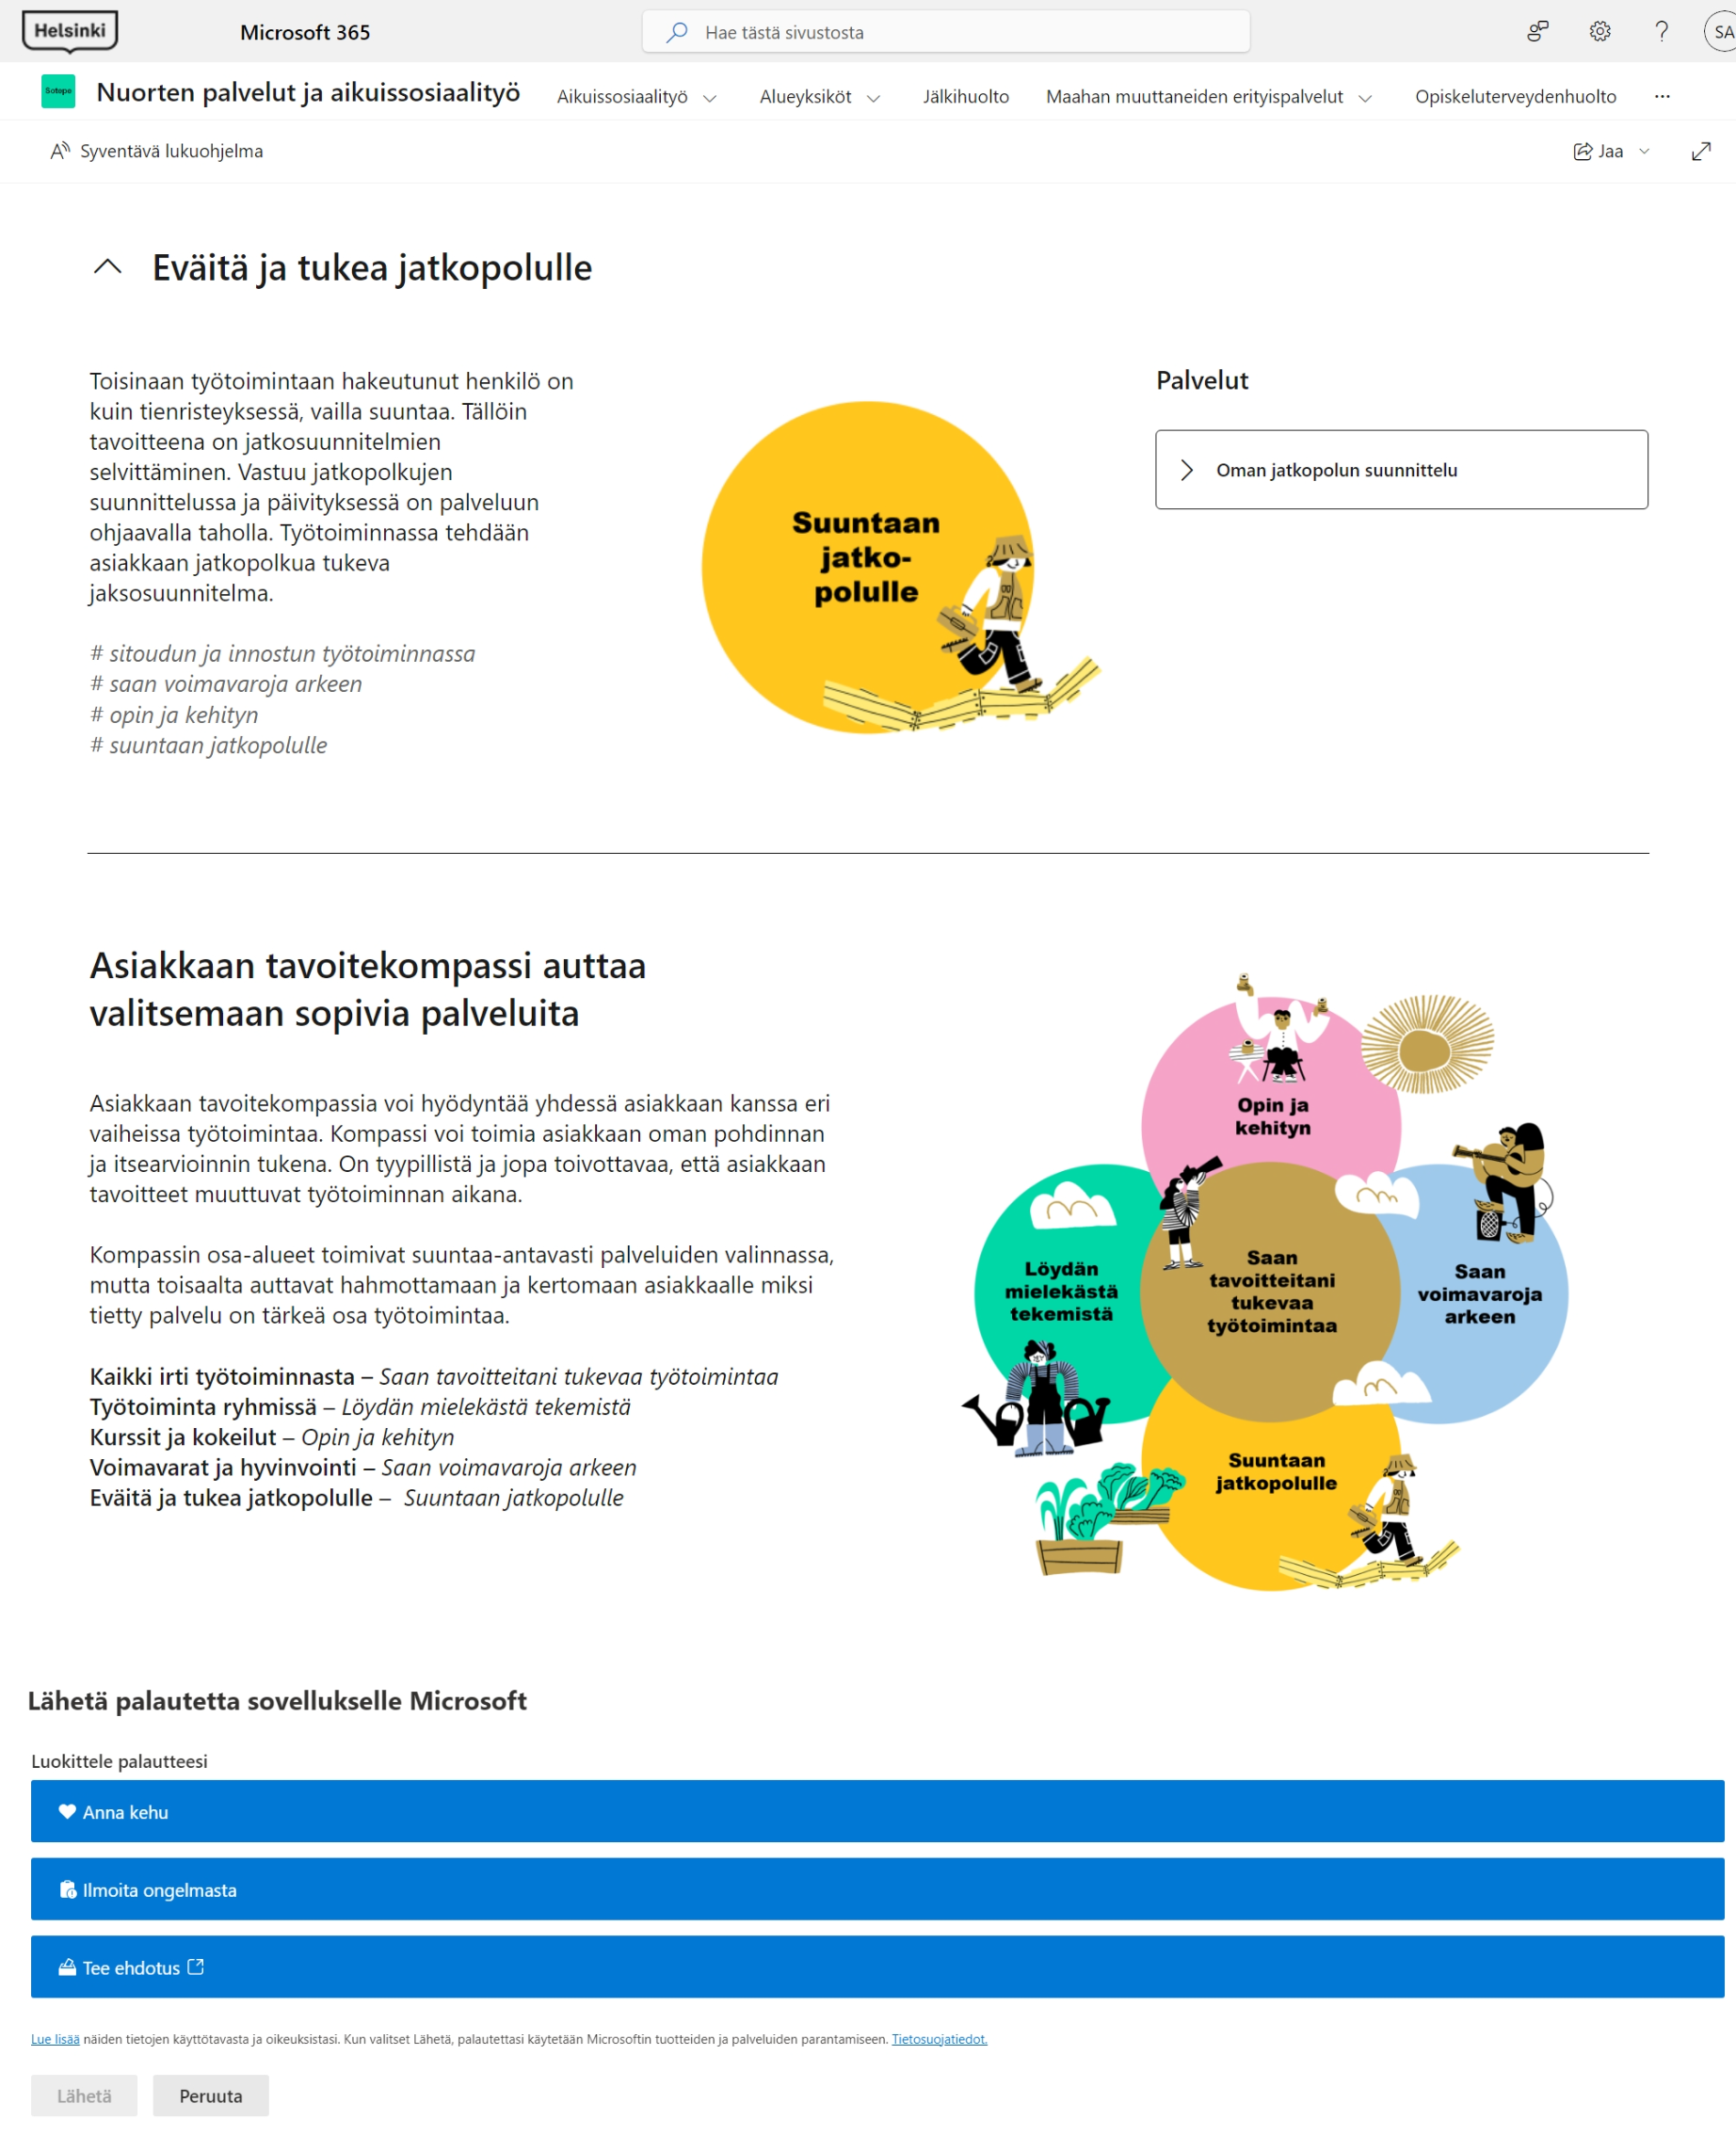 Helsinki
Microsoft 365
Hae tästä sivustosta
SA
Sotepe
Nuorten palvelut ja aikuissosiaalityö
Aikuissosiaalityö
Alueyksiköt
Jälkihuolto
Maahan muuttaneiden erityispalvelut
Opiskeluterveydenhuolto
Syventävä lukuohjelma
Jaa
Eväitä ja tukea jatkopolulle
Toisinaan työtoimintaan hakeutunut henkilö on
kuin tienristeyksessä, vailla suuntaa. Tällöin
tavoitteena on jatkosuunnitelmien
selvittäminen. Vastuu jatkopolkujen
suunnittelussa ja päivityksessä on palveluun
ohjaavalla taholla. Työtoiminnassa tehdään
asiakkaan jatkopolkua tukeva
jaksosuunnitelma.
# sitoudun ja innostun työtoiminnassa
# saan voimavaroja arkeen
# opin ja kehityn
# suuntaan jatkopolulle
Suuntaan
jatko-
polulle
Palvelut
Oman jatkopolun suunnittelu
Asiakkaan tavoitekompassi auttaa
valitsemaan sopivia palveluita
Asiakkaan tavoitekompassia voi hyödyntää yhdessä asiakkaan kanssa eri
vaiheissa työtoimintaa. Kompassi voi toimia asiakkaan oman pohdinnan
ja itsearvioinnin tukena. On tyypillistä ja jopa toivottavaa, että asiakkaan
tavoitteet muuttuvat työtoiminnan aikana.
Kompassin osa-alueet toimivat suuntaa-antavasti palveluiden valinnassa,
mutta toisaalta auttavat hahmottamaan ja kertomaan asiakkaalle miksi
tietty palvelu on tärkeä osa työtoimintaa.
Kaikki irti työtoiminnasta – Saan tavoitteitani tukevaa työtoimintaa
Työtoiminta ryhmissä – Löydän mielekästä tekemistä
Kurssit ja kokeilut – Opin ja kehityn
Voimavarat ja hyvinvointi – Saan voimavaroja arkeen
Eväitä ja tukea jatkopolulle – Suuntaan jatkopolulle
Opin ja
kehityn
Löydän
mielekästä
tekemistä
Saan
tavoitteitani
tukevaa
työtoimintaa
Saan
voimavaroja
arkeen
Suuntaan
jatkopolulle
Lähetä palautetta sovellukselle Microsoft
Luokittele palautteesi
Anna kehu
Ilmoita ongelmasta
Tee ehdotus
Lue lisää näiden tietojen käyttötavasta ja oikeuksistasi. Kun valitset Lähetä, palautettasi käytetään Microsoftin tuotteiden ja palveluiden parantamiseen. Tietosuojatiedot.
Lähetä
Peruuta